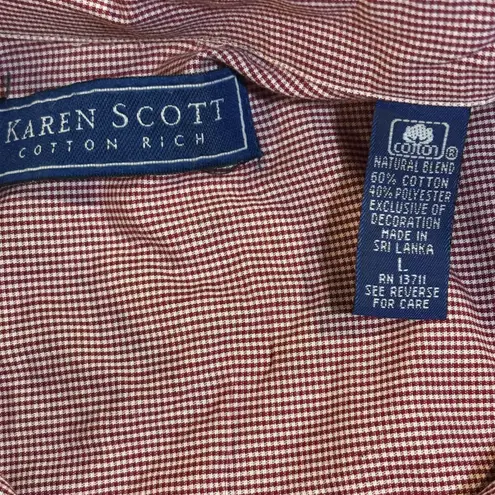 KAREN SCOTT
COTTON RICH
cotton ®
NATURAL BLEND
60% COTTON
40% POLYESTER
EXCLUSIVE OF
DECORATION
MADE IN
SRI LANKA
L
RN 13711
SEE REVERSE
FOR CARE